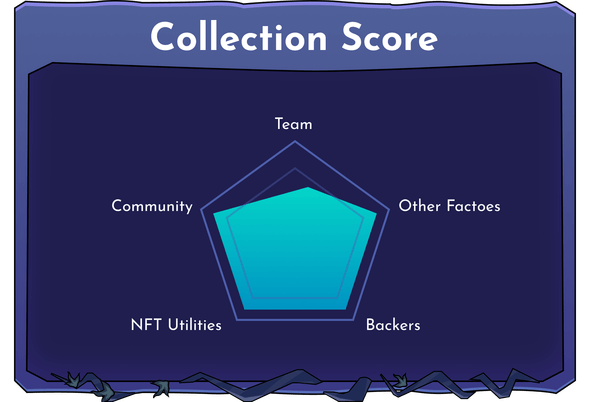 Collection Score
Team
Community
Other Factoes
NFT Utilities
Backers